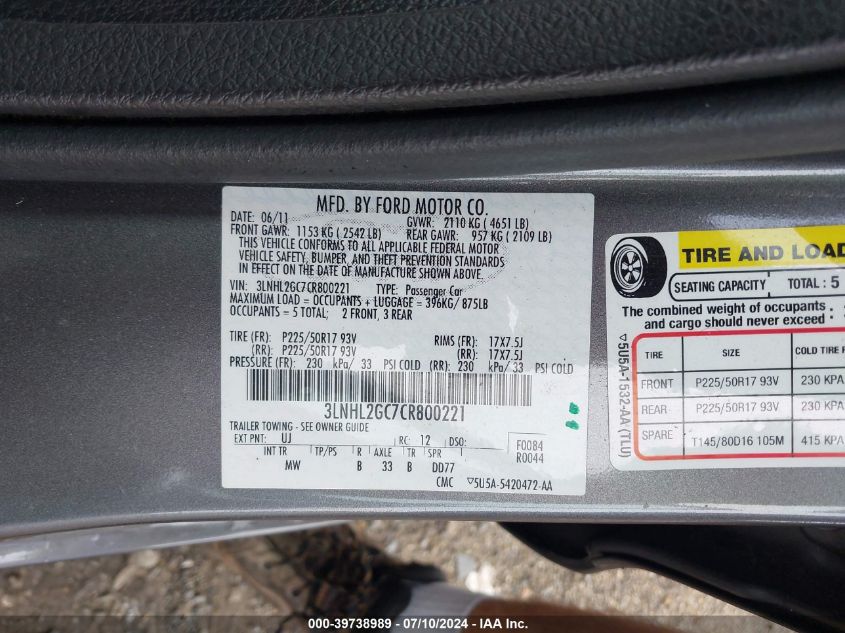 MFD. BY FORD MOTOR CO.
DATE: 06/11 GVWR: 2110 KG ( 4651 LB)
FRONT GAWR: 1153 KG ( 2542 LB) REAR GAWR: 957 KG ( 2109 LB)
THIS VEHICLE CONFORMS TO ALL APPLICABLE FEDERAL MOTOR
VEHICLE SAFETY, BUMPER, AND THEFT PREVENTION STANDARDS
IN EFFECT ON THE DATE OF MANUFACTURE SHOWN ABOVE.
VIN: 3LNHL2GC7CR800221 TYPE: Passenger Car
MAXIMUM LOAD = OCCUPANTS + LUGGAGE = 396KG/ 875LB
OCCUPANTS = 5 TOTAL; 2 FRONT, 3 REAR
TIRE (FR): P225/50R17 93V RIMS (FR): 17X7.5J
(RR): P225/50R17 93V (RR): 17X7.5J
PRESSURE (FR): 230 kPa/ 33 PSI COLD (RR): 230 kPa/ 33 PSI COLD
3LNHL2GC7CR800221
TRAILER TOWING - SEE OWNER GUIDE
EXT PNT: UJ RC: 12 DSO: F0084
R0044
INT TR TP/PS R AXLE TR SPR
MW B 33 B DD77
CMC ▽5U5A-5420472-AA
TIRE AND LOAD
SEATING CAPACITY TOTAL: 5
The combined weight of occupants
and cargo should never exceed :
▽5U5A-1532-AA (TLU)
TIRE SIZE COLD TIRE
FRONT P225/50R17 93V 230 KPA
REAR P225/50R17 93V 230 KPA
SPARE T145/80D16 105M 415 KPA
000-39738989 - 07/10/2024 - IAAI.com